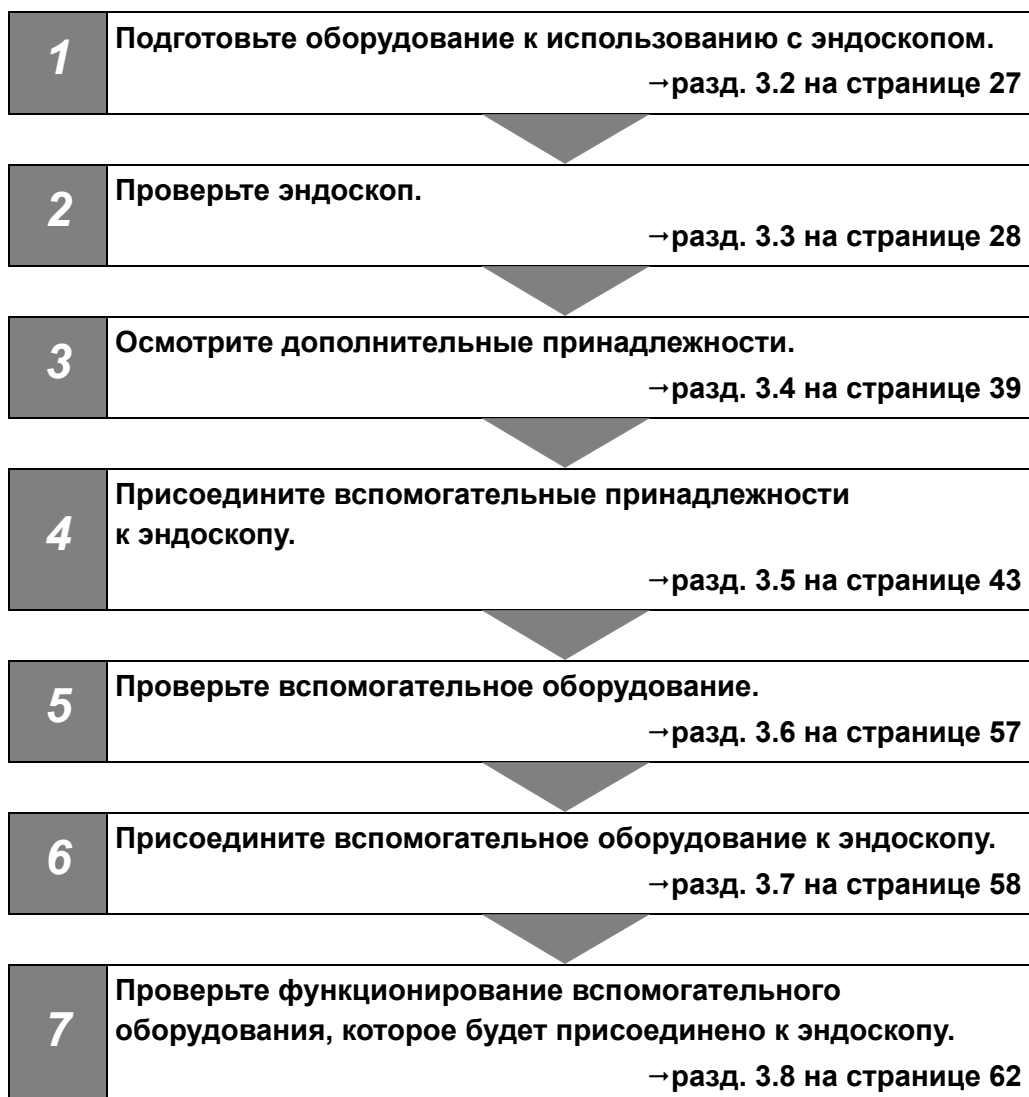 1
Подготовьте оборудование к использованию с эндоскопом.
→разд. 3.2 на странице 27
2
Проверьте эндоскоп.
→разд. 3.3 на странице 28
3
Осмотрите дополнительные принадлежности.
→разд. 3.4 на странице 39
4
Присоедините вспомогательные принадлежности
к эндоскопу.
→разд. 3.5 на странице 43
5
Проверьте вспомогательное оборудование.
→разд. 3.6 на странице 57
6
Присоедините вспомогательное оборудование к эндоскопу.
→разд. 3.7 на странице 58
7
Проверьте функционирование вспомогательного
оборудования, которое будет присоединено к эндоскопу.
→разд. 3.8 на странице 62